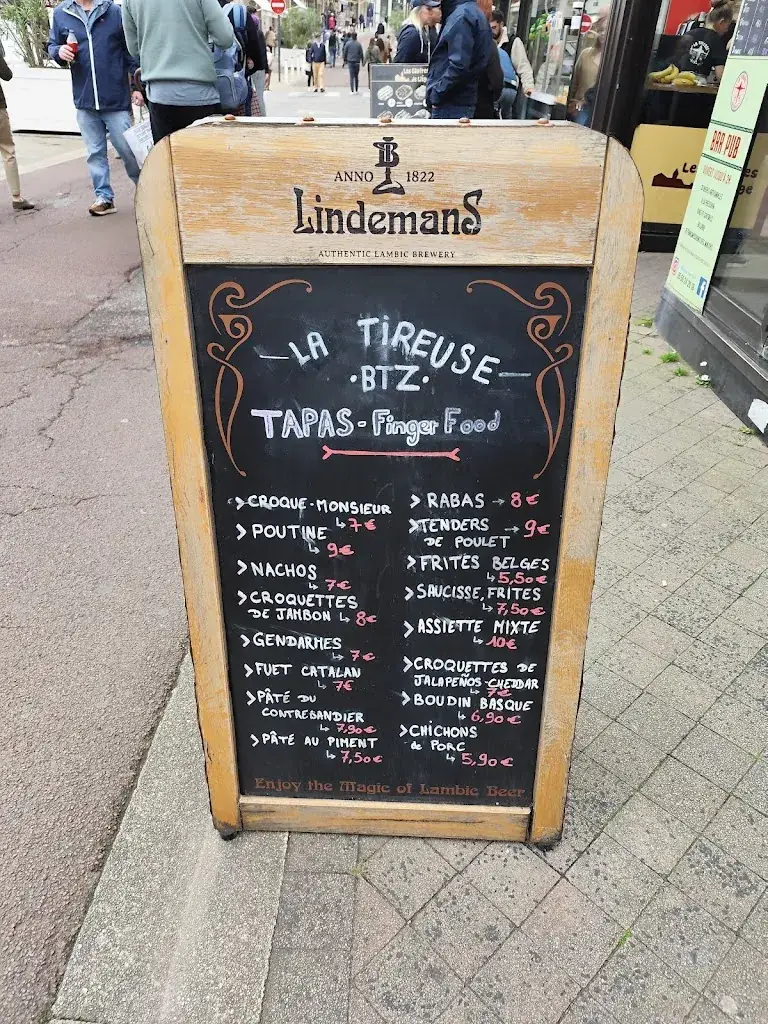 ANNO 1822
Lindemans
AUTHENTIC LAMBIC BREWERY
LA TiREUSE
·BTZ·
TAPAS - Finger Food
> CROQUE-MONSIEUR
↳ 7€
> POUTINE
↳ 9€
> NACHOS
↳ 7€
> CROQUETTES
DE JAMBON ↳ 8€
> GENDARMES
↳ 7€
> FUET CATALAN
↳ 7€
> PÂTÉ DU
CONTREBANDIER
↳ 7,90€
> PÂTÉ AU PIMENT
↳ 7,50€
> RABAS → 8€
> TENDERS → 9€
DE POULET
> FRITES BELGES
↳ 5,50€
> SAUCISSE, FRITES
↳ 7,50€
> ASSIETTE MIXTE
↳ 10€
> CROQUETTES DE
JALAPEÑOS-CHEDDAR
↳ 7€
> BOUDIN BASQUE
↳ 6,90€
> CHICHONS
de PORC
↳ 5,90€
Enjoy the Magic of Lambic Beer
BAR PUB